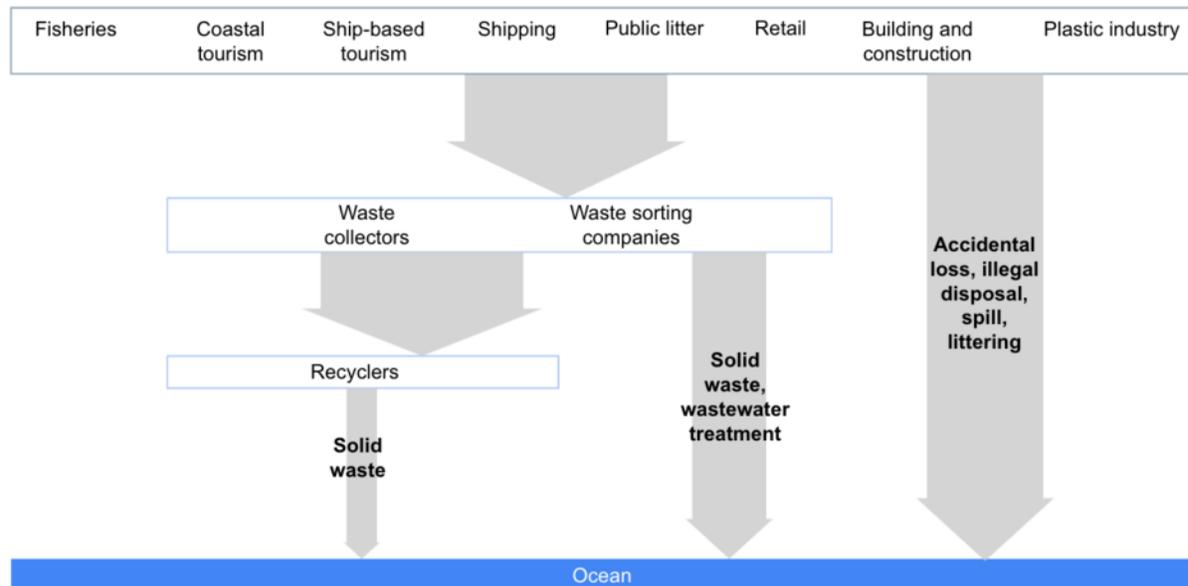 Fisheries
Coastal
tourism
Ship-based
tourism
Shipping
Public litter
Retail
Building and
construction
Plastic industry
Waste
collectors
Waste sorting
companies
Accidental
loss, illegal
disposal,
spill,
littering
Recyclers
Solid
waste,
wastewater
treatment
Solid
waste
Ocean